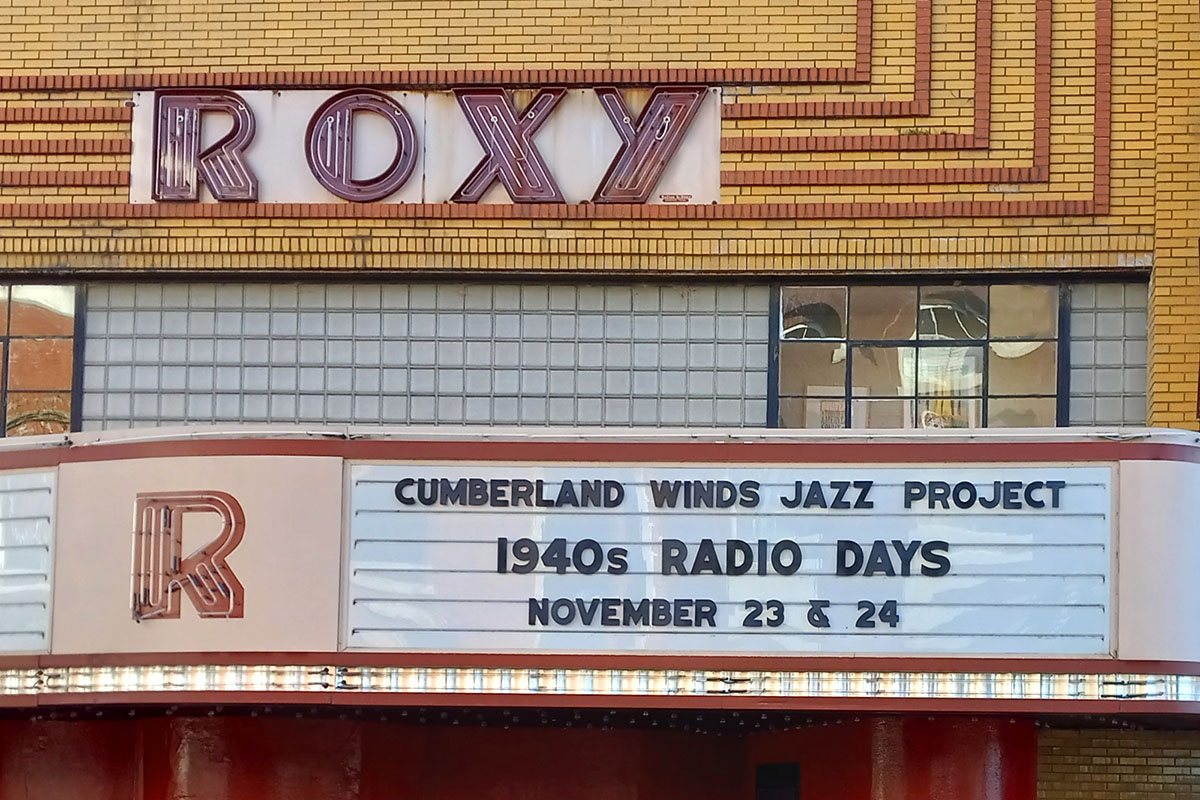 ROXY
R
CUMBERLAND WINDS JAZZ PROJECT
1940s RADIO DAYS
NOVEMBER 23 & 24